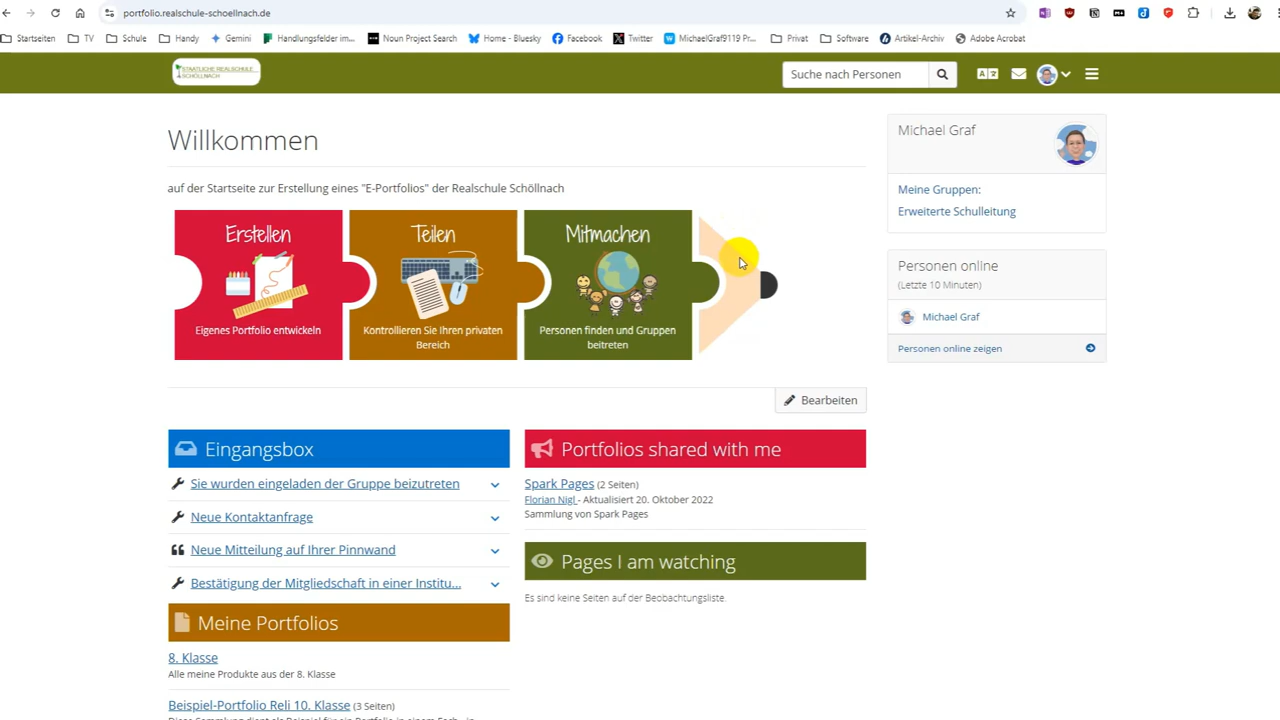 portfolio.realschule-schoellnach.de
Startseiten
TV
Schule
Handy
Gemini
Handlungsfelder im...
Noun Project Search
Home - Bluesky
Facebook
Twitter
MichaelGraf9119 Pr...
Privat
Software
Artikel-Archiv
Adobe Acrobat
STAATLICHE REALSCHULE
SCHÖLLNACH
Suche nach Personen
Willkommen
auf der Startseite zur Erstellung eines "E-Portfolios" der Realschule Schöllnach
Erstellen
Eigenes Portfolio entwickeln
Teilen
Kontrollieren Sie Ihren privaten
Bereich
Mitmachen
Personen finden und Gruppen
beitreten
Bearbeiten
Eingangsbox
Sie wurden eingeladen der Gruppe beizutreten
Neue Kontaktanfrage
Neue Mitteilung auf Ihrer Pinnwand
Bestätigung der Mitgliedschaft in einer Institu...
Meine Portfolios
8. Klasse
Alle meine Produkte aus der 8. Klasse
Beispiel-Portfolio Reli 10. Klasse (3 Seiten)
Portfolios shared with me
Spark Pages (2 Seiten)
Florian Nigl - Aktualisiert 20. Oktober 2022
Sammlung von Spark Pages
Pages I am watching
Es sind keine Seiten auf der Beobachtungsliste.
Michael Graf
Meine Gruppen:
Erweiterte Schulleitung
Personen online
(Letzte 10 Minuten)
Michael Graf
Personen online zeigen